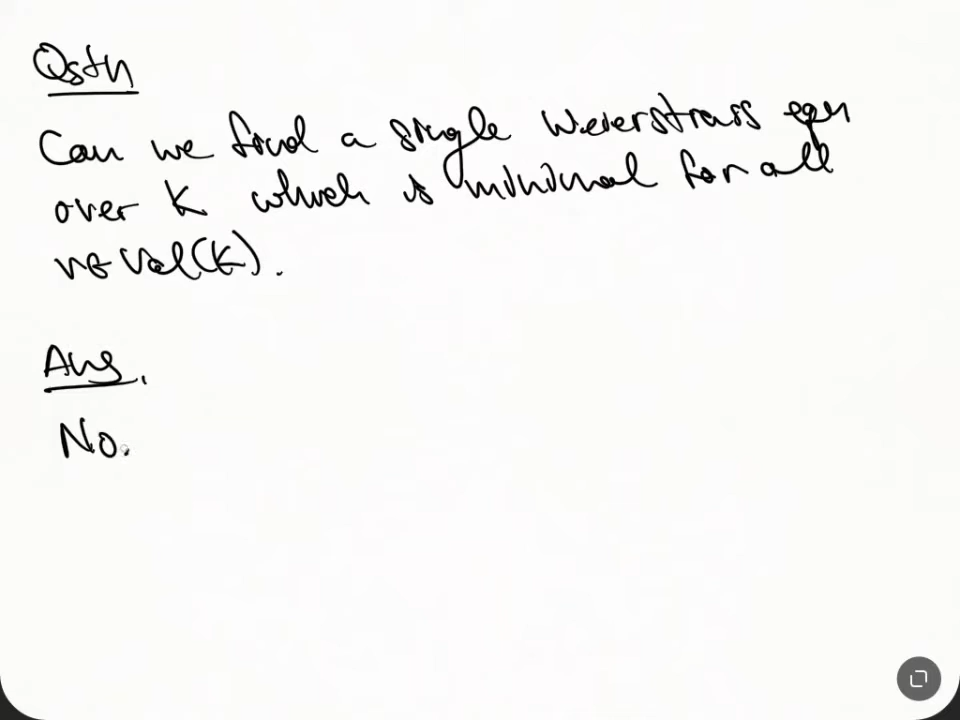 Qstn
Can we find a single Weierstrass eqn
over K which is minimal for all
v∈Val(K).
Ans.
No.